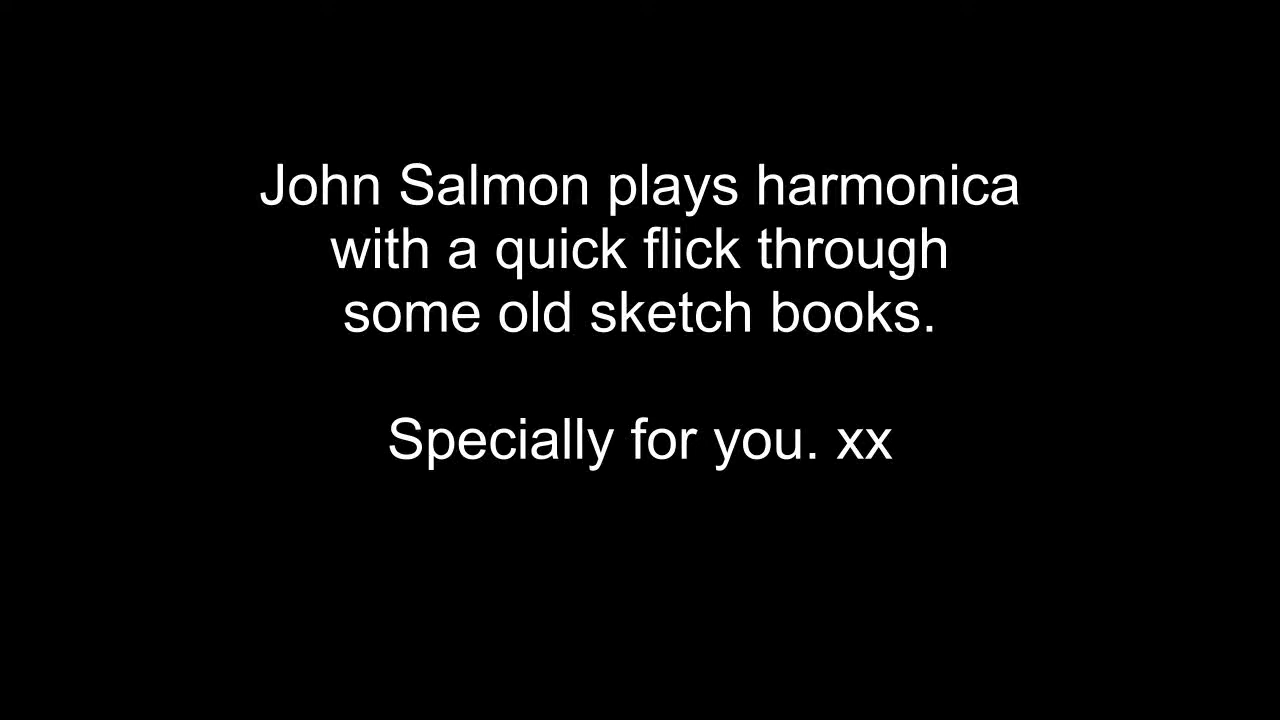 John Salmon plays harmonica
with a quick flick through
some old sketch books.
Specially for you. xx